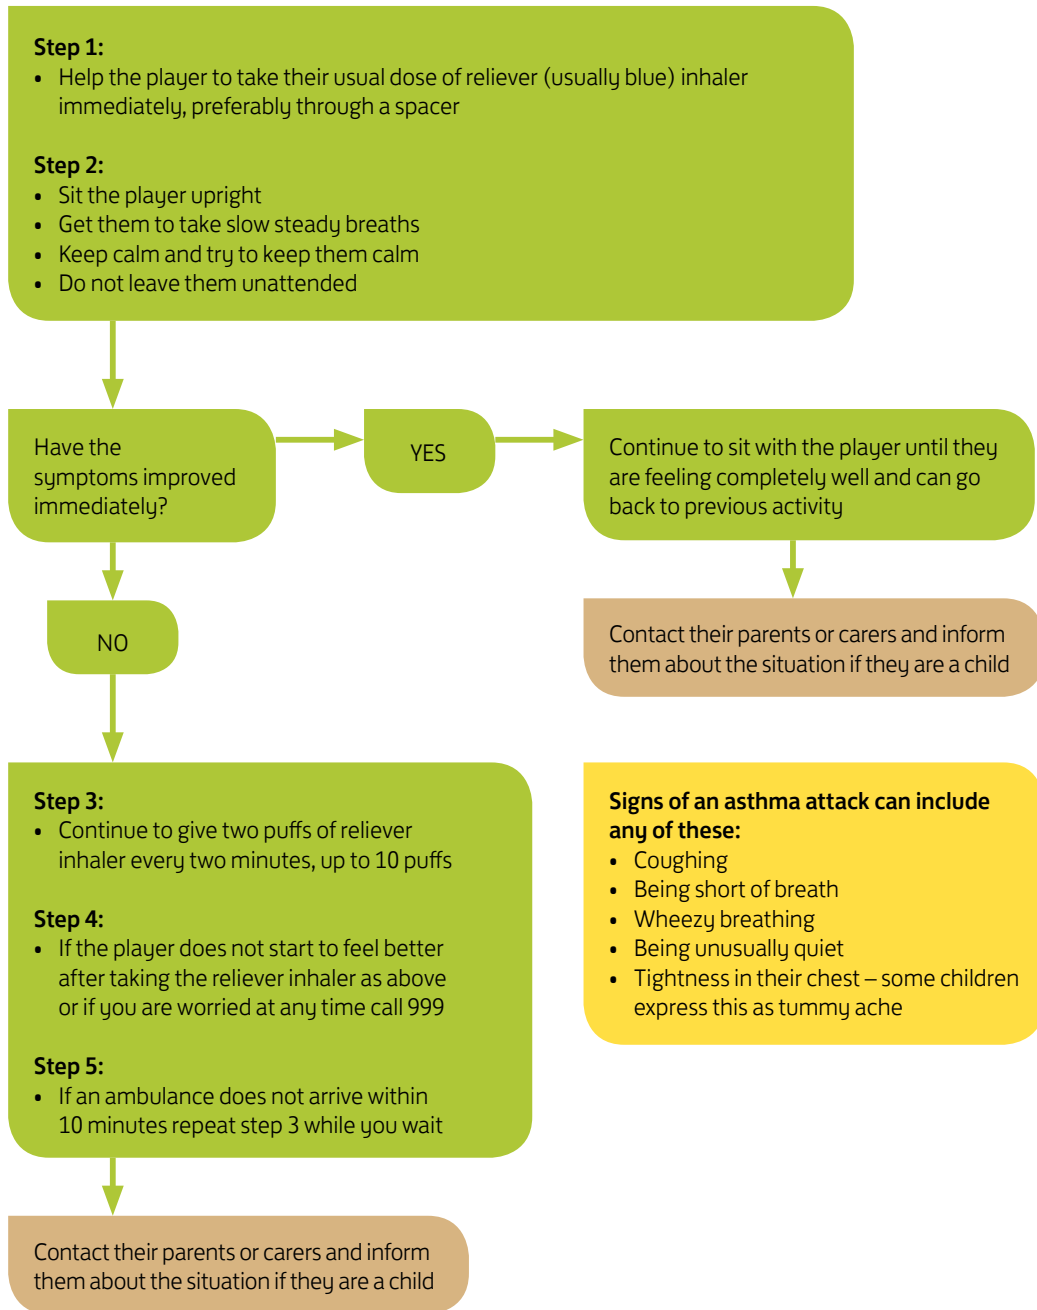 Step 1:
• Help the player to take their usual dose of reliever (usually blue) inhaler
immediately, preferably through a spacer
Step 2:
• Sit the player upright
• Get them to take slow steady breaths
• Keep calm and try to keep them calm
• Do not leave them unattended
Have the
symptoms improved
immediately?
YES
Continue to sit with the player until they
are feeling completely well and can go
back to previous activity
Contact their parents or carers and inform
them about the situation if they are a child
NO
Step 3:
• Continue to give two puffs of reliever
inhaler every two minutes, up to 10 puffs
Step 4:
• If the player does not start to feel better
after taking the reliever inhaler as above
or if you are worried at any time call 999
Step 5:
• If an ambulance does not arrive within
10 minutes repeat step 3 while you wait
Contact their parents or carers and inform
them about the situation if they are a child
Signs of an asthma attack can include
any of these:
• Coughing
• Being short of breath
• Wheezy breathing
• Being unusually quiet
• Tightness in their chest – some children
express this as tummy ache